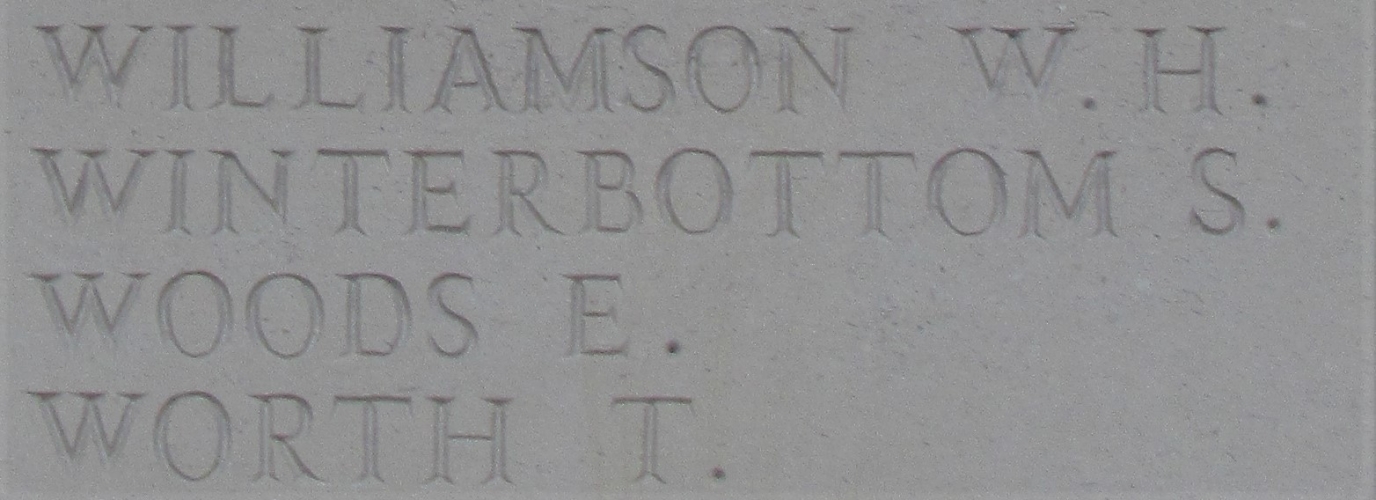 WILLIAMSON W.H.
WINTERBOTTOM S.
WOODS E.
WORTH T.